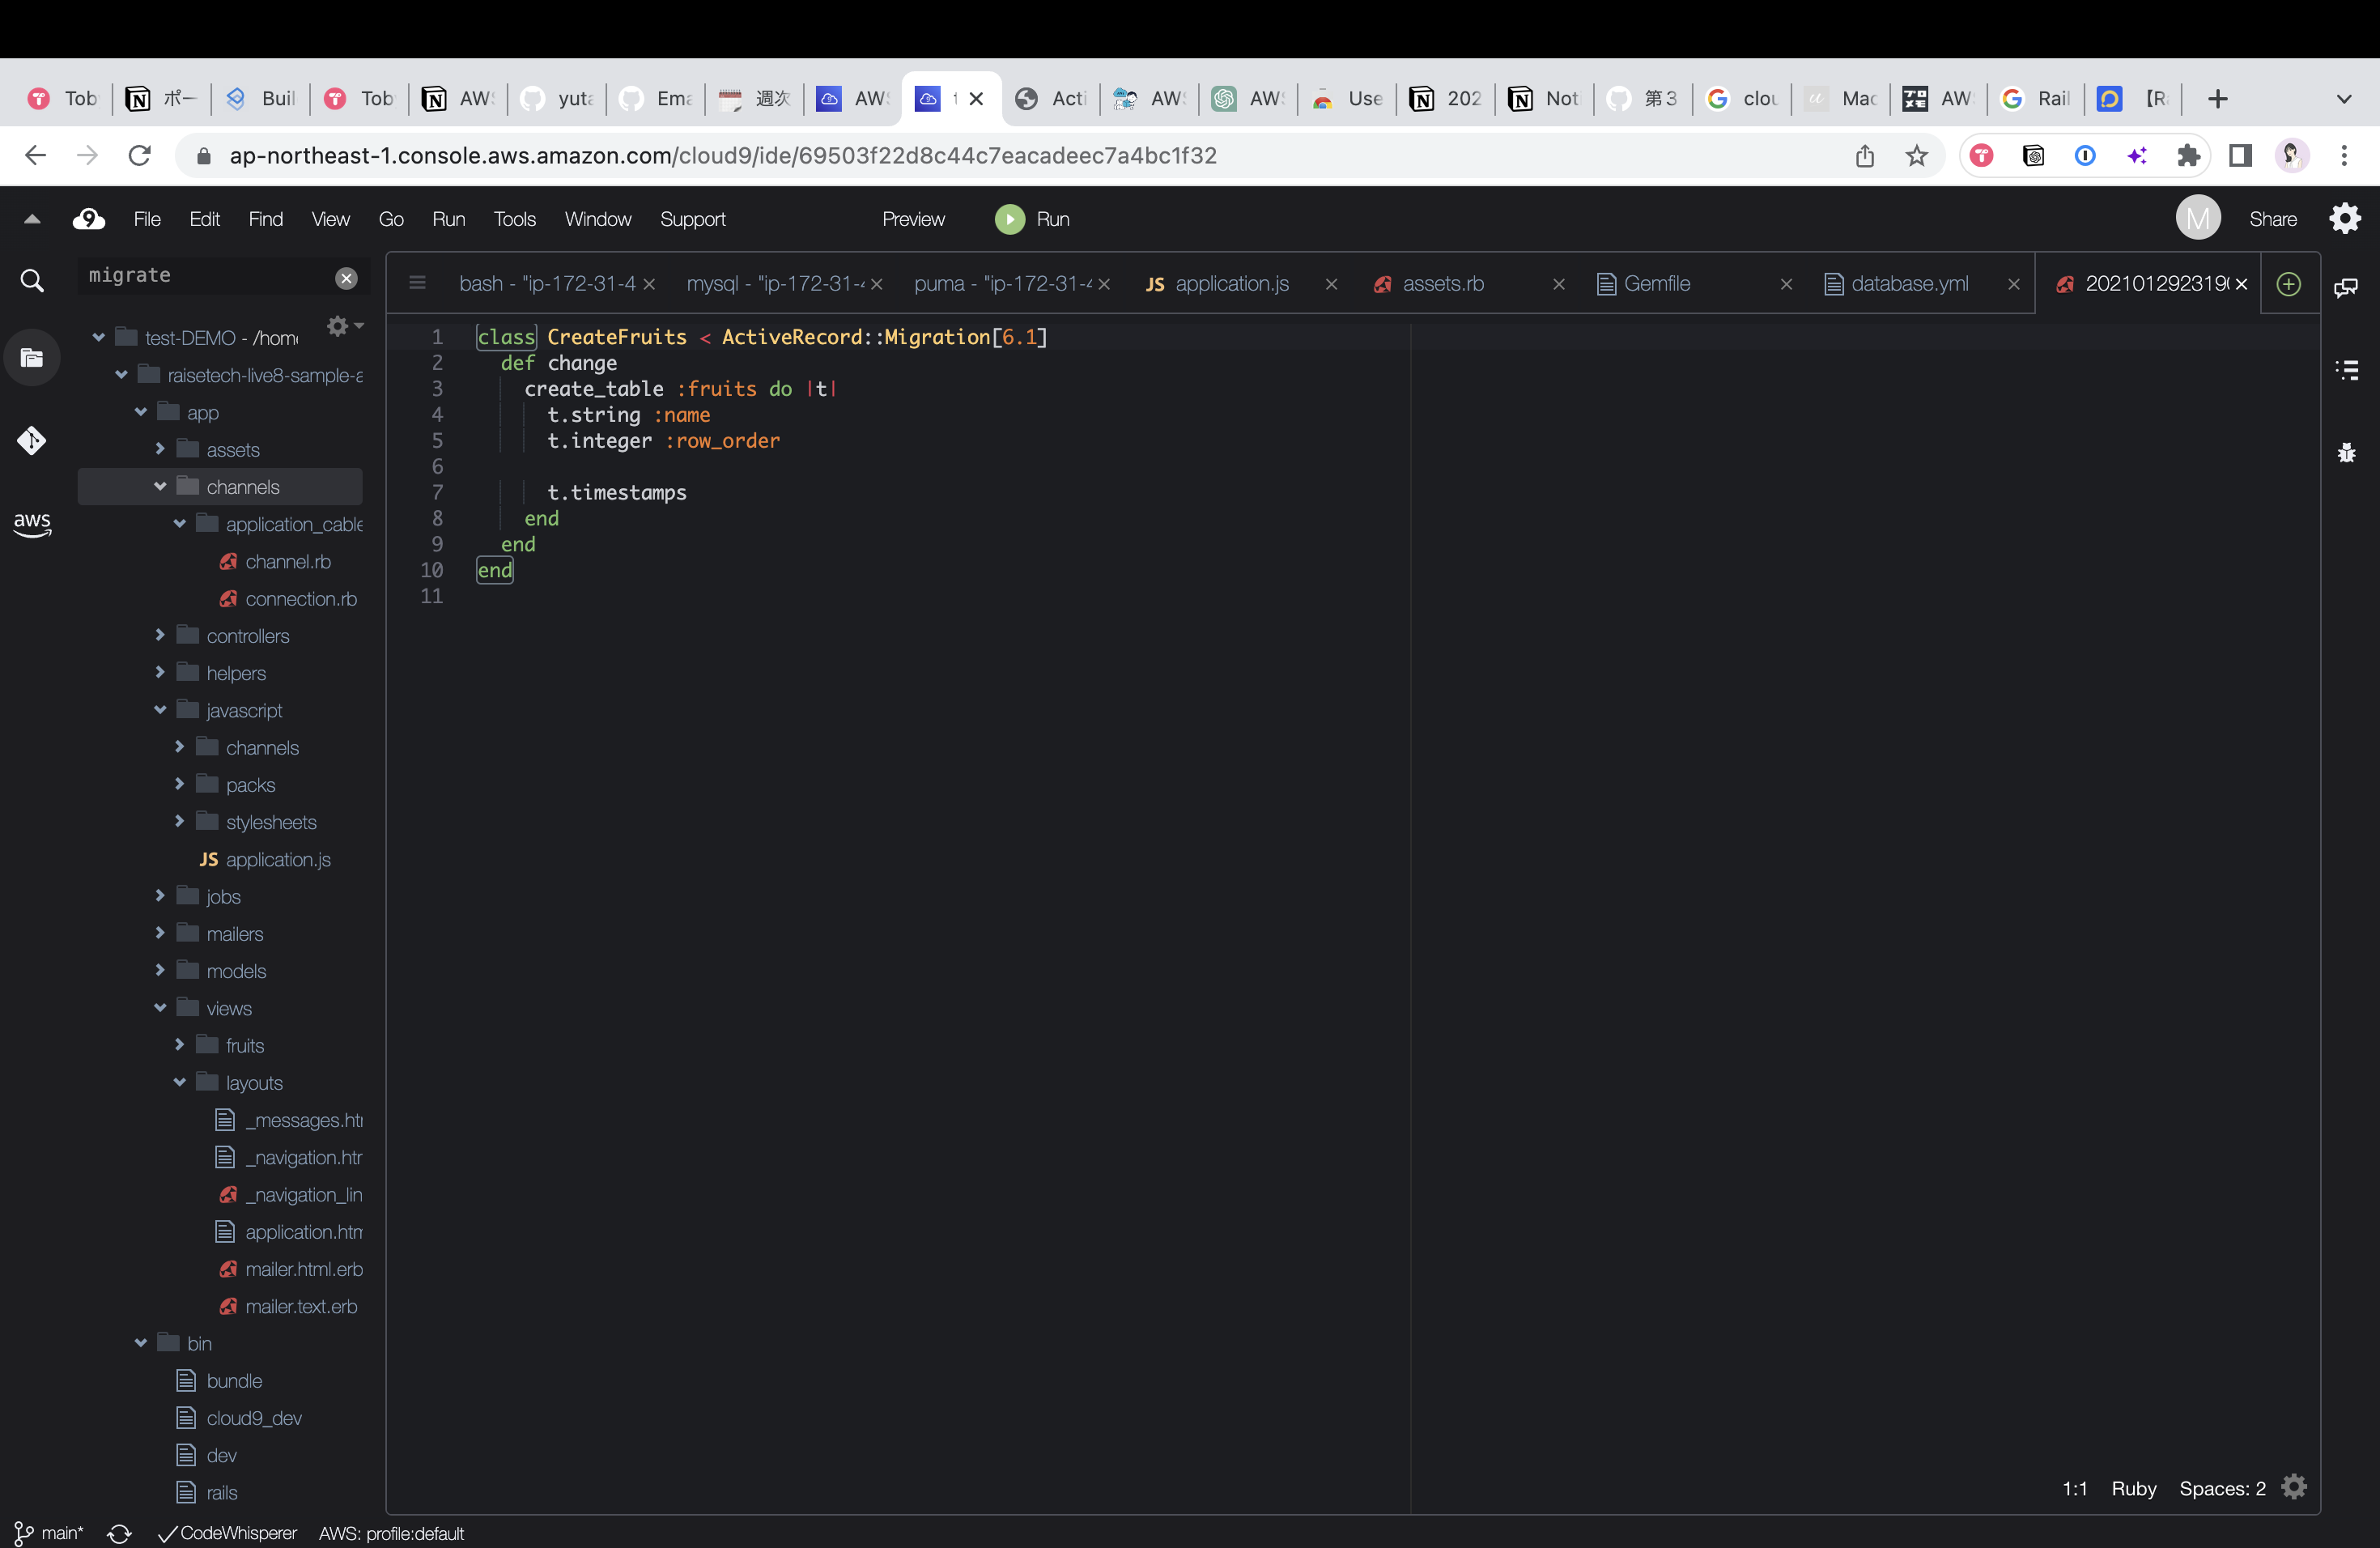 Tob ポー Buil Tob AWS yuta Ema 週次 AWS Acti AWS AWS Use 202 Not 第3 clou Mac AW Rail 【R
ap-northeast-1.console.aws.amazon.com/cloud9/ide/69503f22d8c44c7eacadeec7a4bc1f32
9 File Edit Find View Go Run Tools Window Support Preview Run M Share
migrate
bash - "ip-172-31-4 mysql - "ip-172-31-4 puma - "ip-172-31-4 JS application.js assets.rb Gemfile database.yml 2021012923190
test-DEMO - /home
raisetech-live8-sample-a
app
assets
channels
application_cable
channel.rb
connection.rb
controllers
helpers
javascript
channels
packs
stylesheets
JS application.js
jobs
mailers
models
views
fruits
layouts
_messages.htr
_navigation.htr
_navigation_lin
application.htm
mailer.html.erb
mailer.text.erb
bin
bundle
cloud9_dev
dev
rails
aws
1 class CreateFruits < ActiveRecord::Migration[6.1]
2 def change
3 create_table :fruits do |t|
4 t.string :name
5 t.integer :row_order
6
7 t.timestamps
8 end
9 end
10 end
11
1:1 Ruby Spaces: 2
main* CodeWhisperer AWS: profile:default